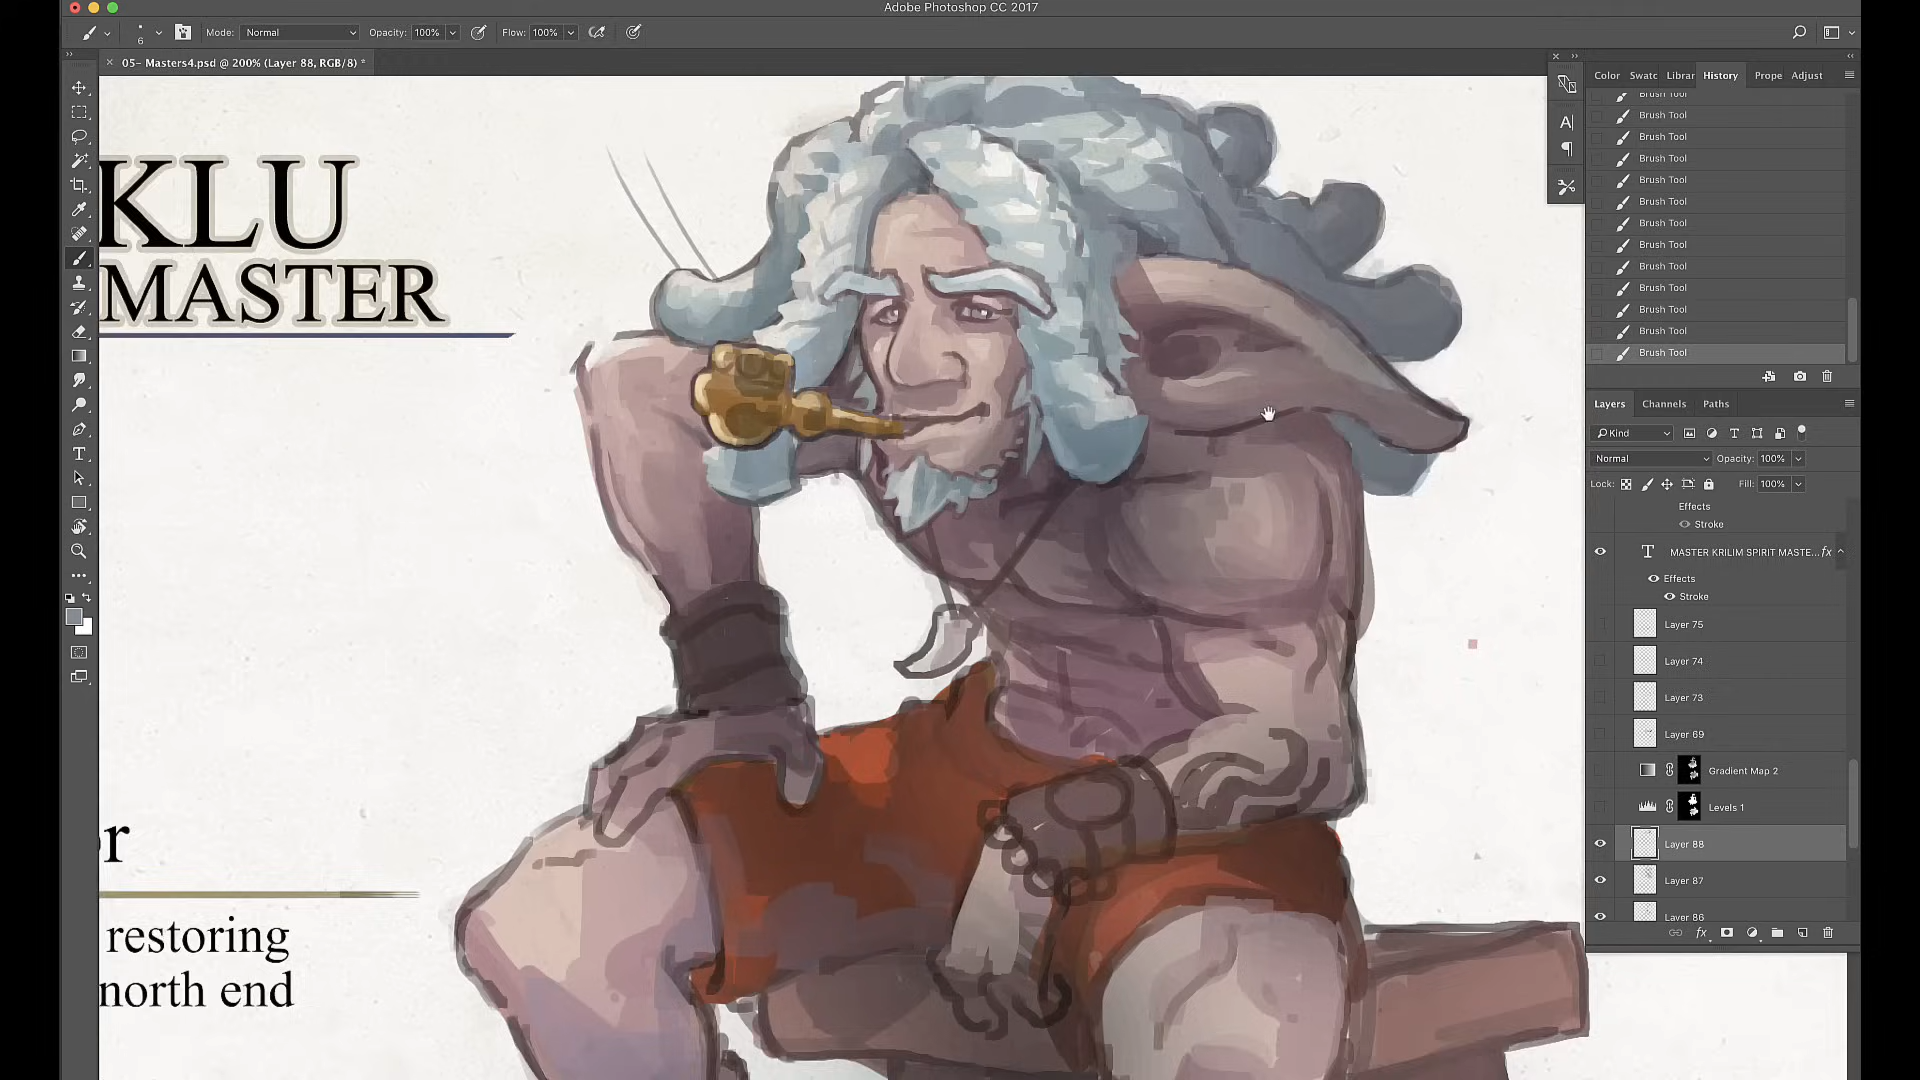 Adobe Photoshop CC 2017
6
Mode: Normal
Opacity: 100%
Flow: 100%
05- Masters4.psd @ 200% (Layer 88, RGB/8) *
Color Swatc Librar History Prope Adjust
Brush Tool
Brush Tool
Brush Tool
Brush Tool
Brush Tool
Brush Tool
Brush Tool
Brush Tool
Brush Tool
Brush Tool
Brush Tool
Brush Tool
Brush Tool
KLU
MASTER
or
restoring
north end
Layers Channels Paths
Kind
Normal
Opacity: 100%
Lock:
Fill: 100%
Effects
Stroke
T MASTER KRILIM SPIRIT MASTE... fx
Effects
Stroke
Layer 75
Layer 74
Layer 73
Layer 69
Gradient Map 2
Levels 1
Layer 88
Layer 87
Layer 86
fx